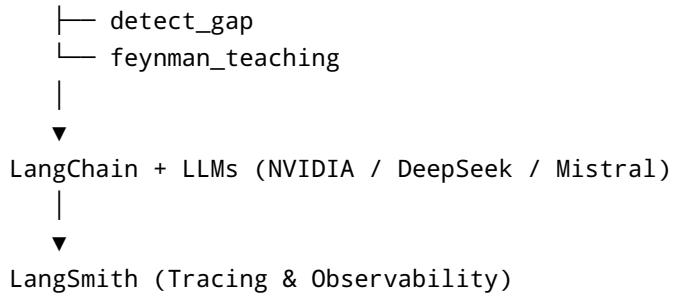 ├── detect_gap
└── feynman_teaching
│
▼
LangChain + LLMs (NVIDIA / DeepSeek / Mistral)
│
▼
LangSmith (Tracing & Observability)